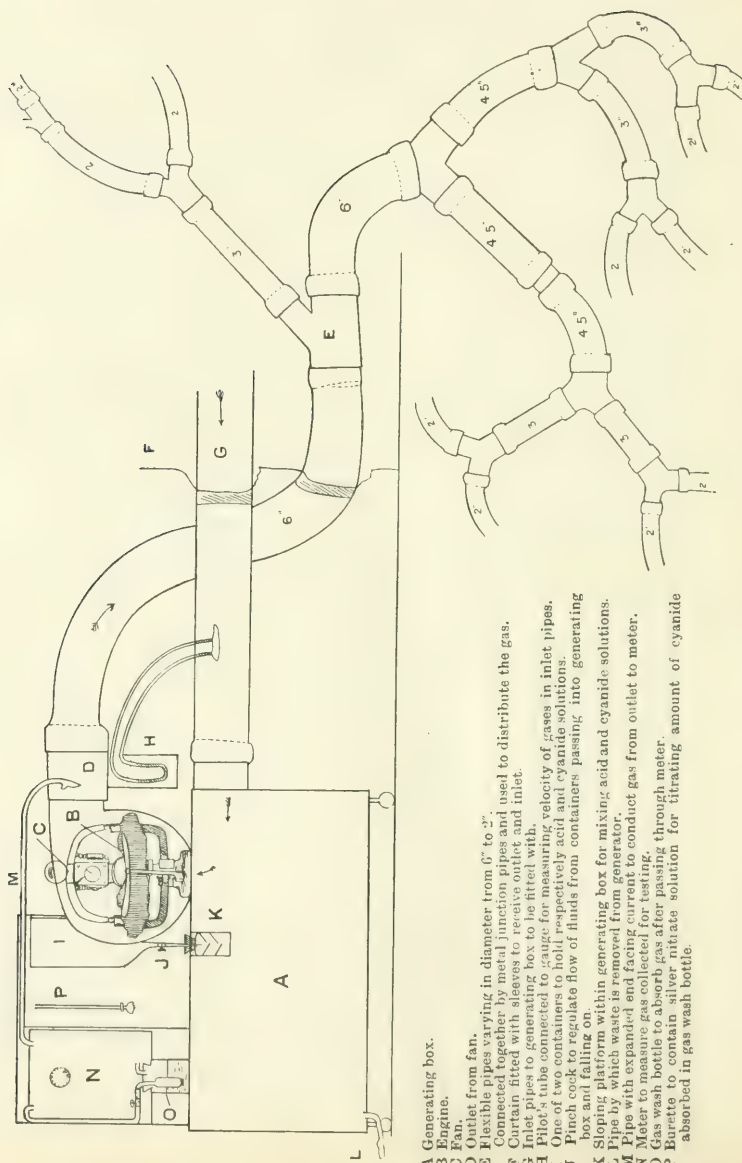 2"
2
2
3
6"
4 5"
3"
2"
2'
3"
2'
2
4 5"
4 5"
E
F
G
6"
3
2'
2'
3
2'
2
M
C
D
B
H
I
J
K
P
N
O
A
L
A Generating box.
B Engine.
C Fan.
D Outlet from fan.
E Flexible pipes varying in diameter from 6" to 2".
Connected together by metal junction pipes and used to distribute the gas.
F Curtain fitted with sleeves to receive outlet and inlet.
G Inlet pipes to generating box to be fitted with.
H Pilot's tube connected to gauge for measuring velocity of gases in inlet pipes.
One of two containers to hold respectively acid and cyanide solutions.
J Pinch cock to regulate flow of fluids from containers passing into generating
box and falling on.
K Sloping platform within generating box for mixing acid and cyanide solutions.
L Pipe by which waste is removed from generator.
M Pipe with expanded end facing current to conduct gas from outlet to meter.
N Meter to measure gas collected for testing.
O Gas wash bottle to absorb gas after passing through meter.
P Burette to contain silver nitrate solution for titrating amount of cyanide
absorbed in gas wash bottle.